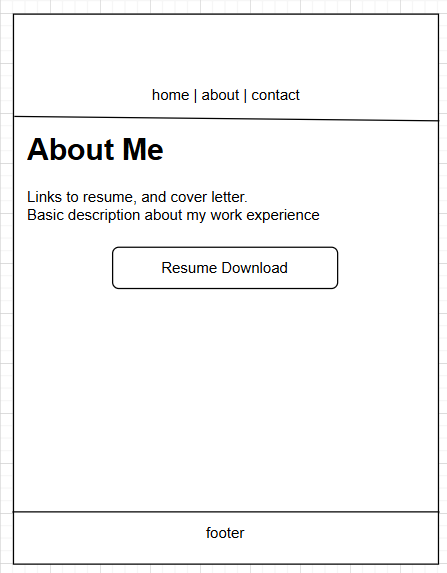 home | about | contact
About Me
Links to resume, and cover letter.
Basic description about my work experience
Resume Download
footer